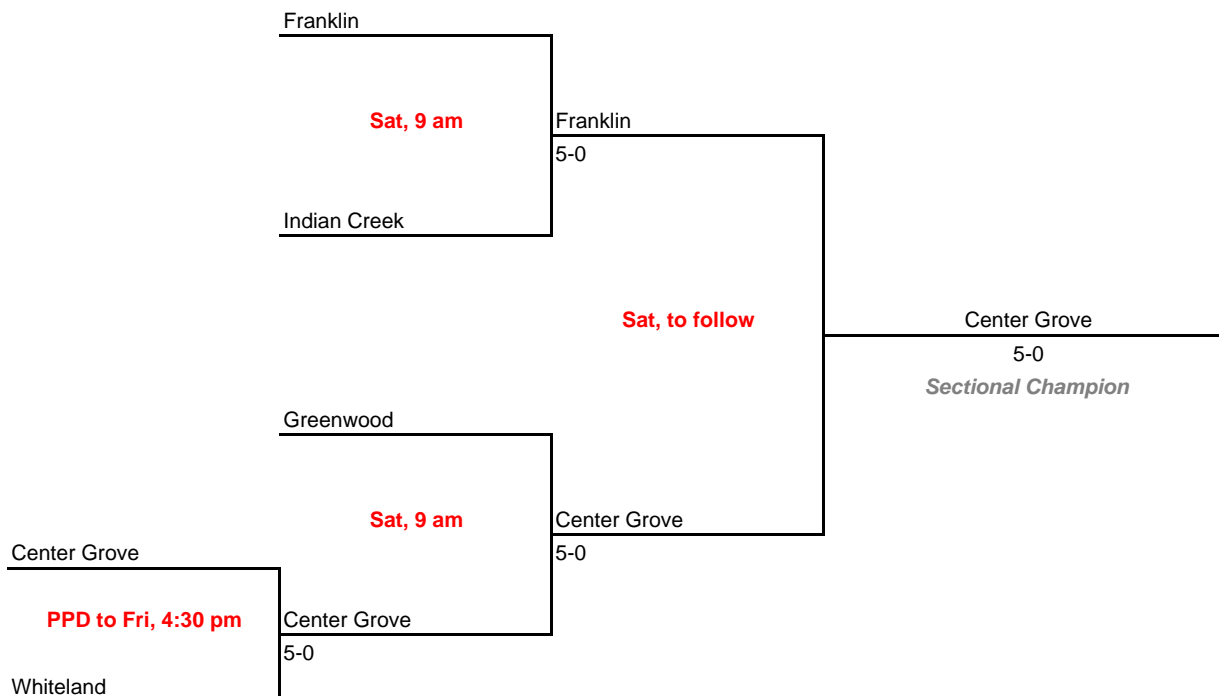 Franklin
Sat, 9 am
Franklin
5-0
Indian Creek
Sat, to follow
Center Grove
5-0
Sectional Champion
Greenwood
Sat, 9 am
Center Grove
5-0
Center Grove
PPD to Fri, 4:30 pm
Center Grove
5-0
Whiteland